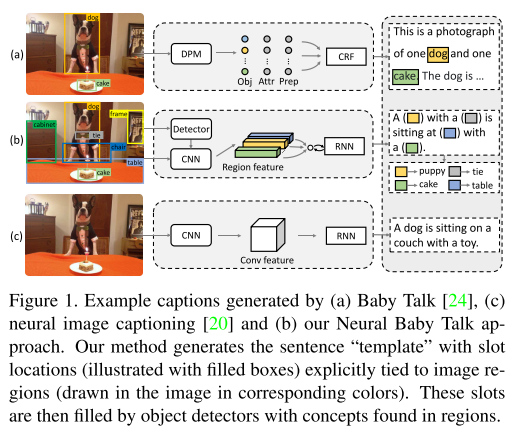 (a)
dog
cake
DPM
Obj
Attr
Prep
CRF
This is a photograph
of one dog and one
cake. The dog is ...
(b)
dog
frame
cabinet
tie
chair
table
cake
Detector
CNN
Region feature
RNN
A ( ) with a ( ) is
sitting at ( ) with
a ( ).
puppy
tie
cake
table
(c)
CNN
Conv feature
RNN
A dog is sitting on a
couch with a toy.
Figure 1. Example captions generated by (a) Baby Talk [24], (c)
neural image captioning [20] and (b) our Neural Baby Talk ap-
proach. Our method generates the sentence “template” with slot
locations (illustrated with filled boxes) explicitly tied to image re-
gions (drawn in the image in corresponding colors). These slots
are then filled by object detectors with concepts found in regions.